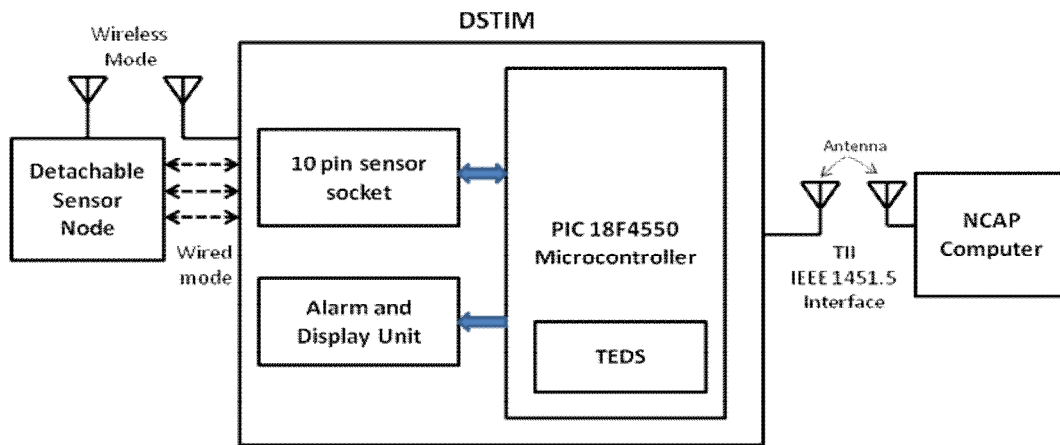 DSTIM
Wireless
Mode
Detachable
Sensor
Node
Wired
mode
10 pin sensor
socket
Alarm and
Display Unit
PIC 18F4550
Microcontroller
TEDS
Antenna
TII
IEEE 1451.5
Interface
NCAP
Computer